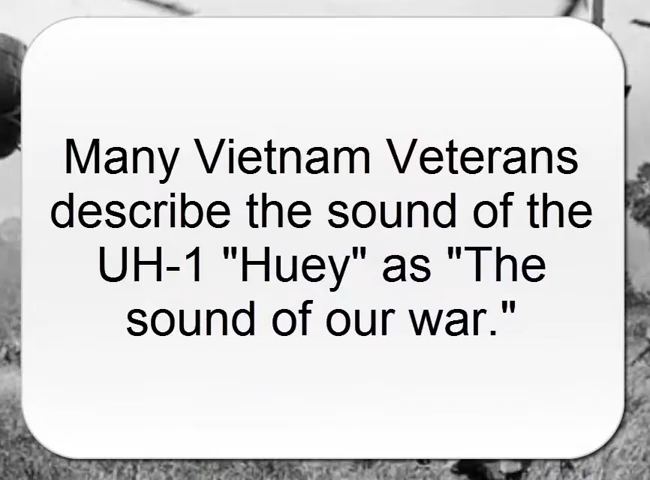 Many Vietnam Veterans
describe the sound of the
UH-1 "Huey" as "The
sound of our war."